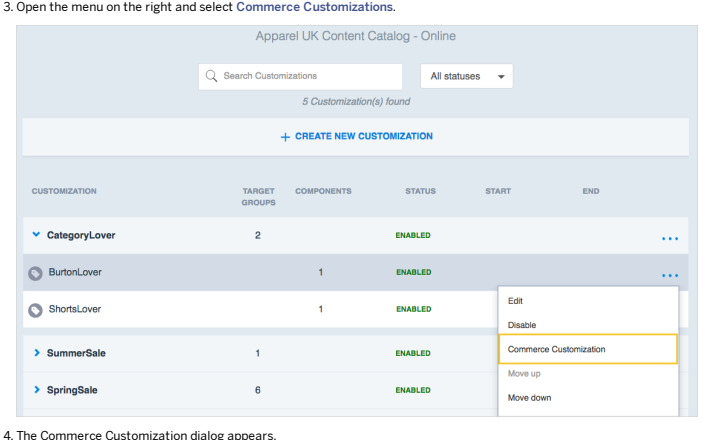 3. Open the menu on the right and select Commerce Customizations.
Apparel UK Content Catalog - Online
Search Customizations
All statuses
5 Customization(s) found
+ CREATE NEW CUSTOMIZATION
CUSTOMIZATION TARGET GROUPS COMPONENTS STATUS START END
CategoryLover 2 ENABLED ...
BurtonLover 1 ENABLED ...
ShortsLover 1 ENABLED
Edit
Disable
Commerce Customization
Move up
Move down
SummerSale 1 ENABLED
SpringSale 6 ENABLED
4. The Commerce Customization dialog appears.